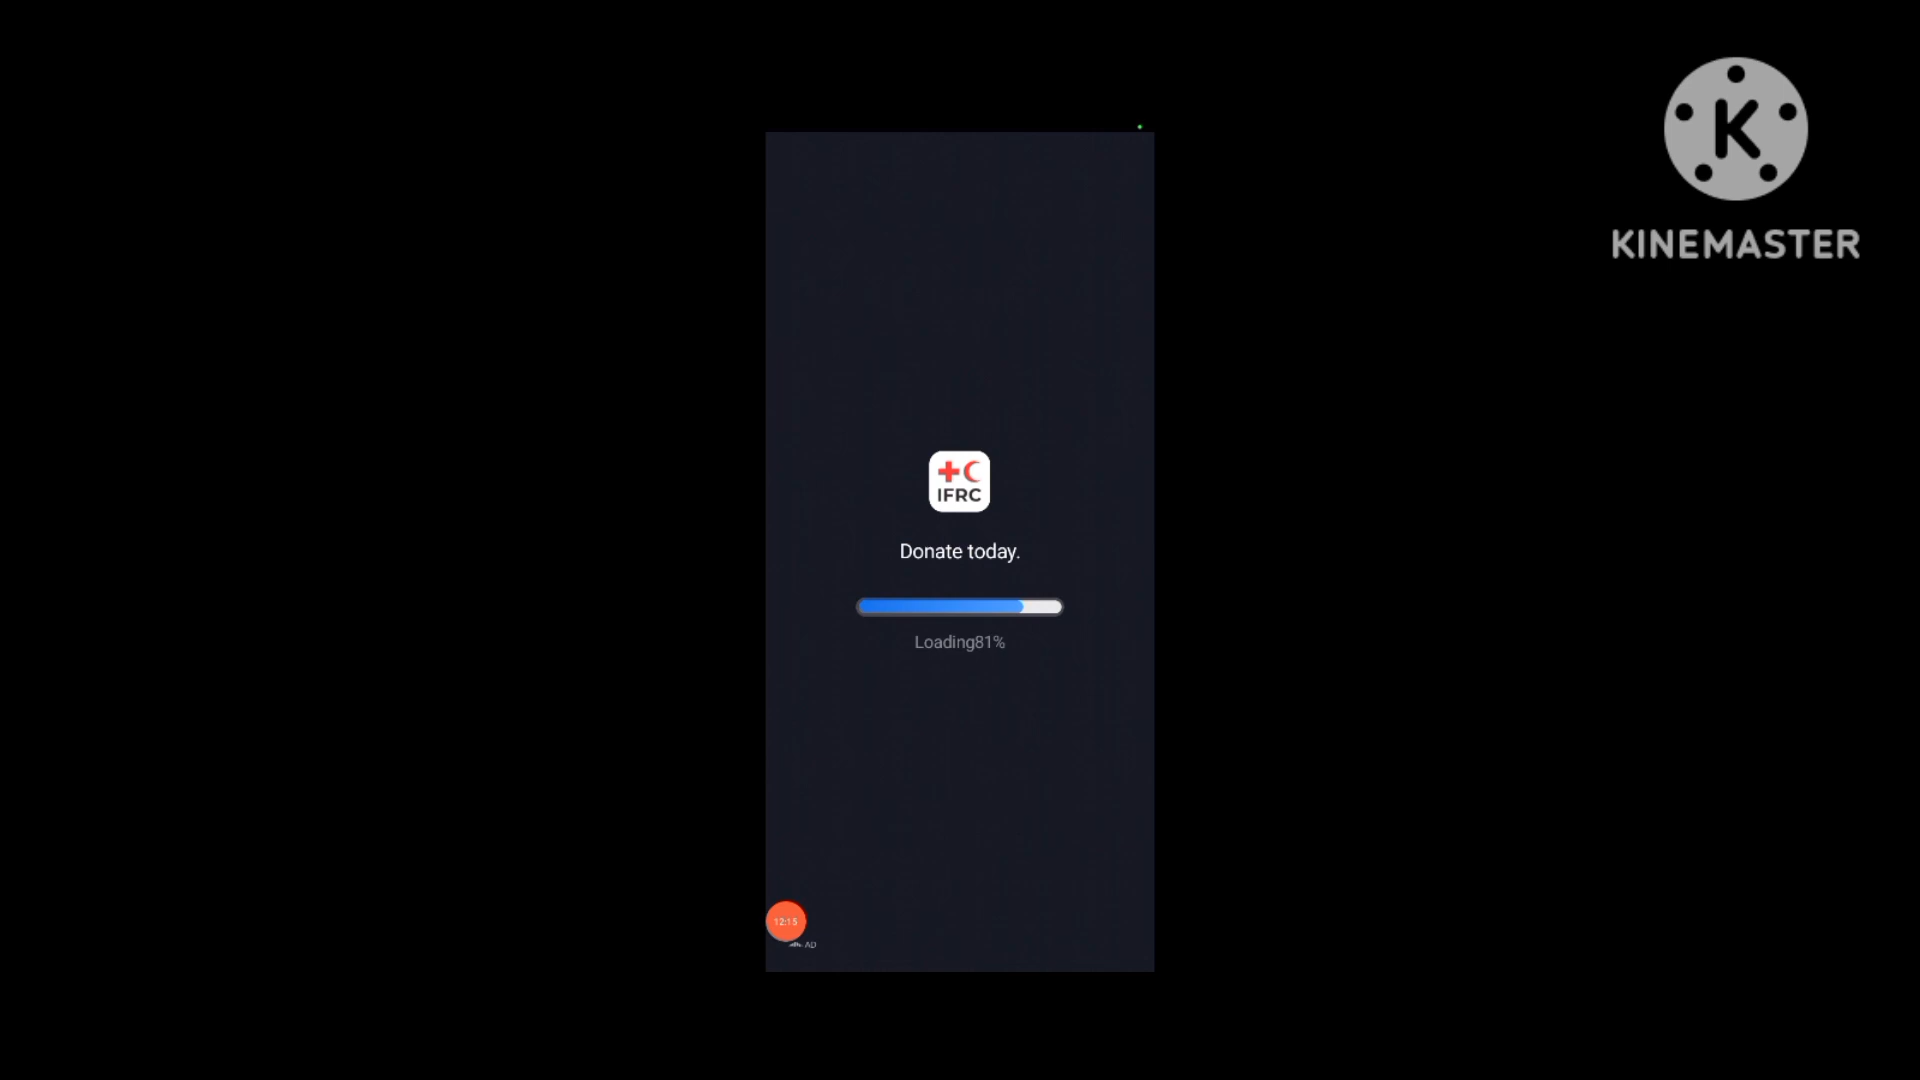 K
KINEMASTER
IFRC
Donate today.
Loading81%
12:15
AD